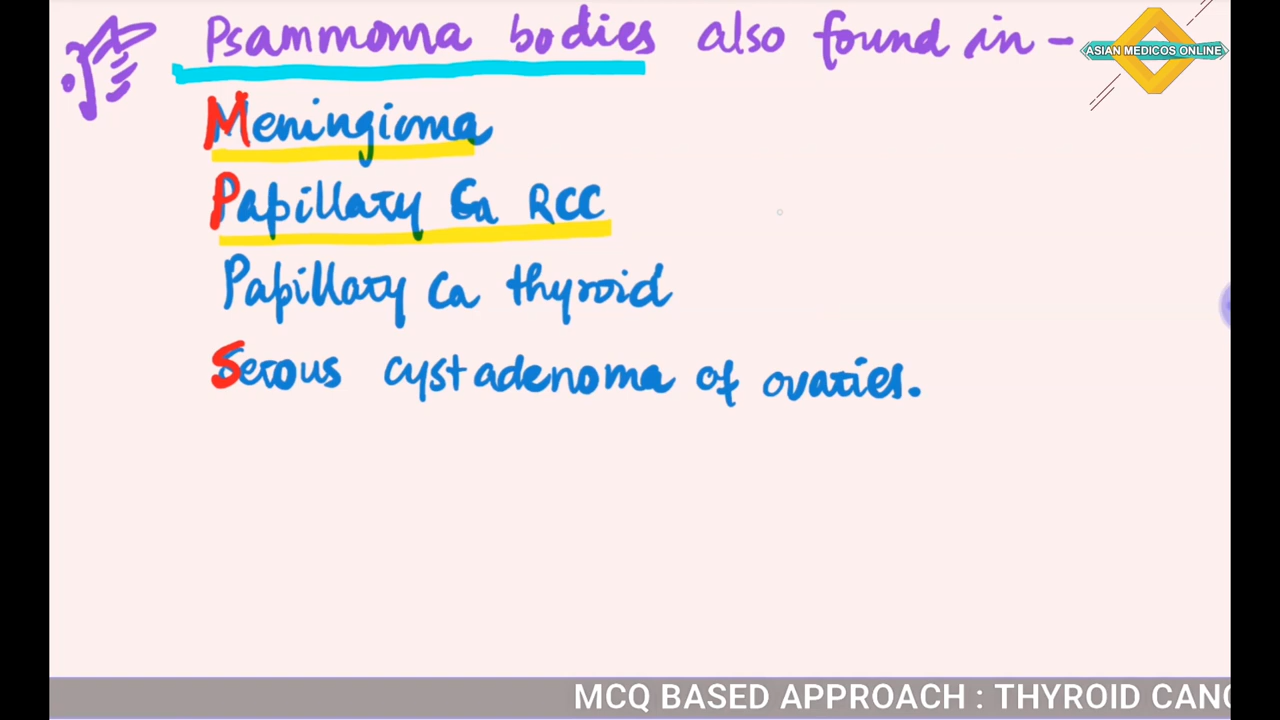 Psammoma bodies also found in -
ASIAN MEDICOS ONLINE
Meningioma
Papillary Ca RCC
Papillary Ca thyroid
Serous cystadenoma of ovaries.
MCQ BASED APPROACH : THYROID CANC